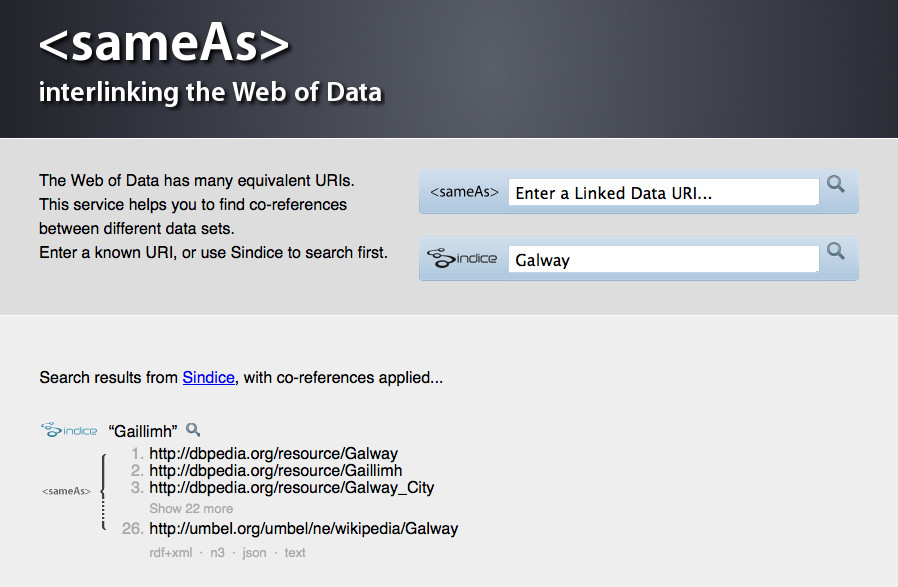 <sameAs>
interlinking the Web of Data
The Web of Data has many equivalent URIs.
This service helps you to find co-references
between different data sets.
Enter a known URI, or use Sindice to search first.
<sameAs> Enter a Linked Data URI...
sindice Galway
Search results from Sindice, with co-references applied...
sindice “Gaillimh”
1. http://dbpedia.org/resource/Galway
2. http://dbpedia.org/resource/Gaillimh
3. http://dbpedia.org/resource/Galway_City
<sameAs>
Show 22 more
26. http://umbel.org/umbel/ne/wikipedia/Galway
rdf+xml · n3 · json · text